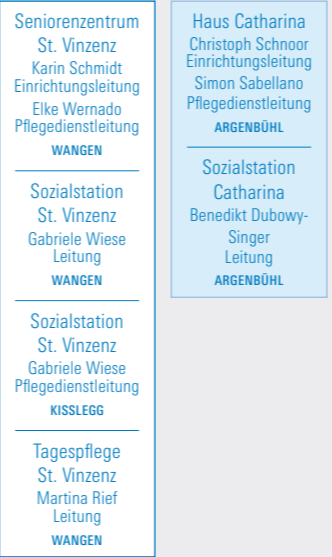 Seniorenzentrum
St. Vinzenz
Karin Schmidt
Einrichtungsleitung
Elke Wernado
Pflegedienstleitung
WANGEN
Sozialstation
St. Vinzenz
Gabriele Wiese
Leitung
WANGEN
Sozialstation
St. Vinzenz
Gabriele Wiese
Pflegedienstleitung
KISSLEGG
Tagespflege
St. Vinzenz
Martina Rief
Leitung
WANGEN
Haus Catharina
Christoph Schnoor
Einrichtungsleitung
Simon Sabellano
Pflegedienstleitung
ARGENBÜHL
Sozialstation
Catharina
Benedikt Dubowy-
Singer
Leitung
ARGENBÜHL